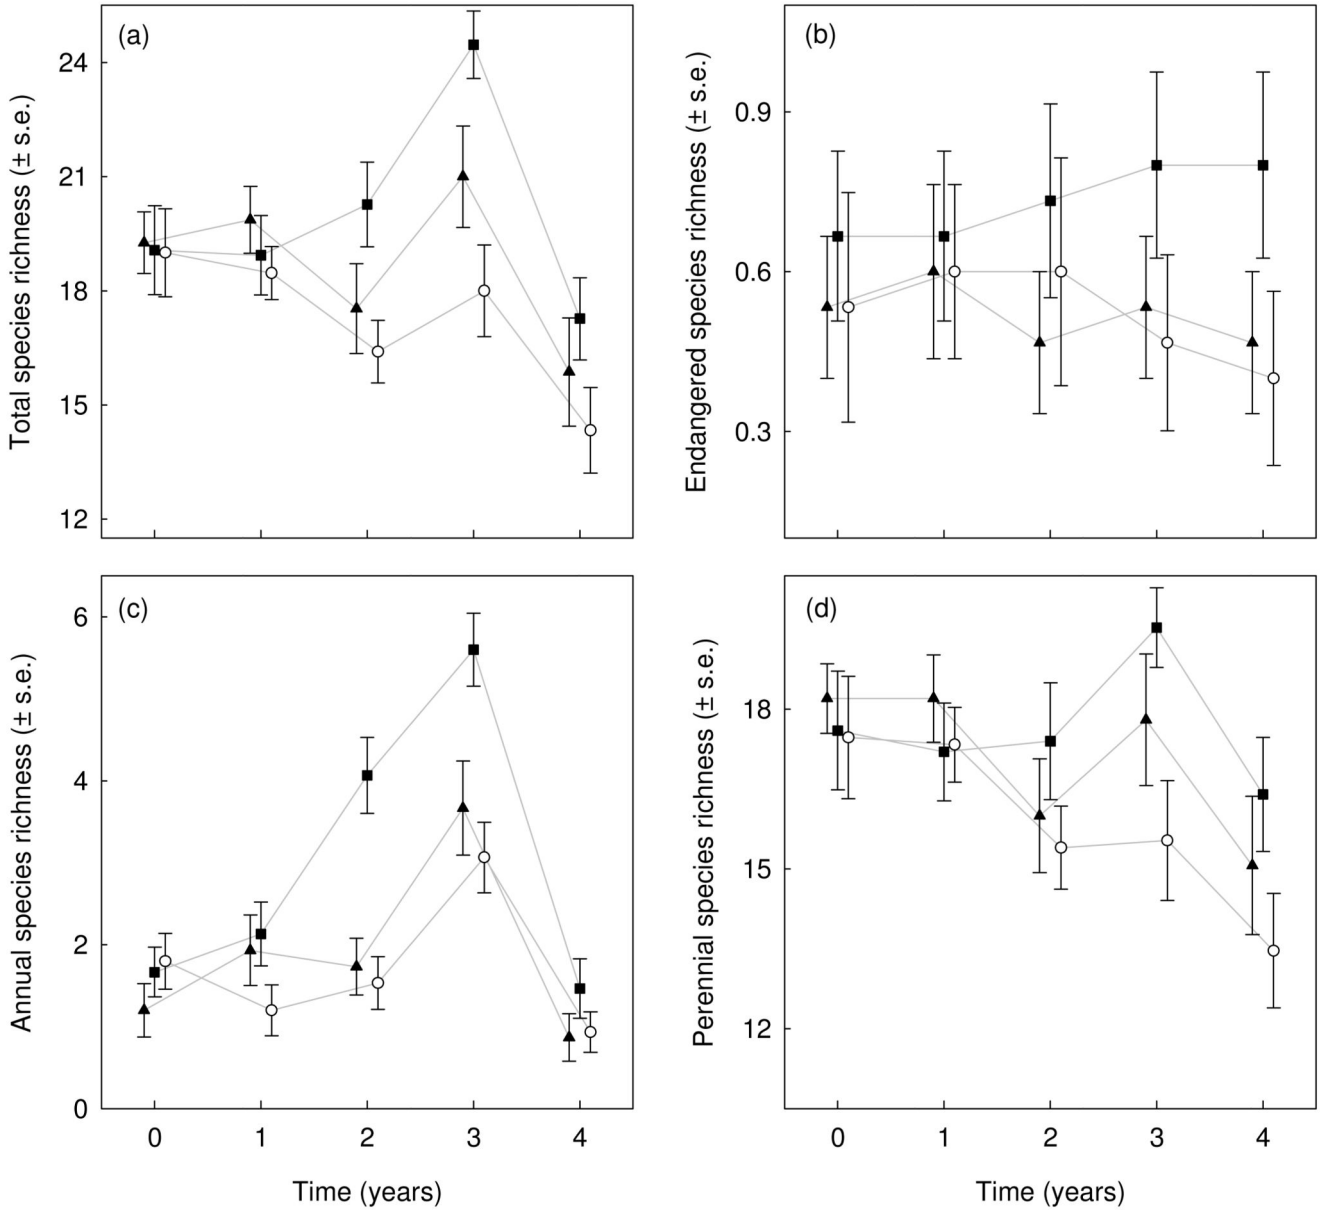 (a)
24
21
18
15
12
Total species richness (± s.e.)
(b)
0.9
0.6
0.3
Endangered species richness (± s.e.)
(c)
6
4
2
0
Annual species richness (± s.e.)
0 1 2 3 4
Time (years)
(d)
18
15
12
Perennial species richness (± s.e.)
0 1 2 3 4
Time (years)